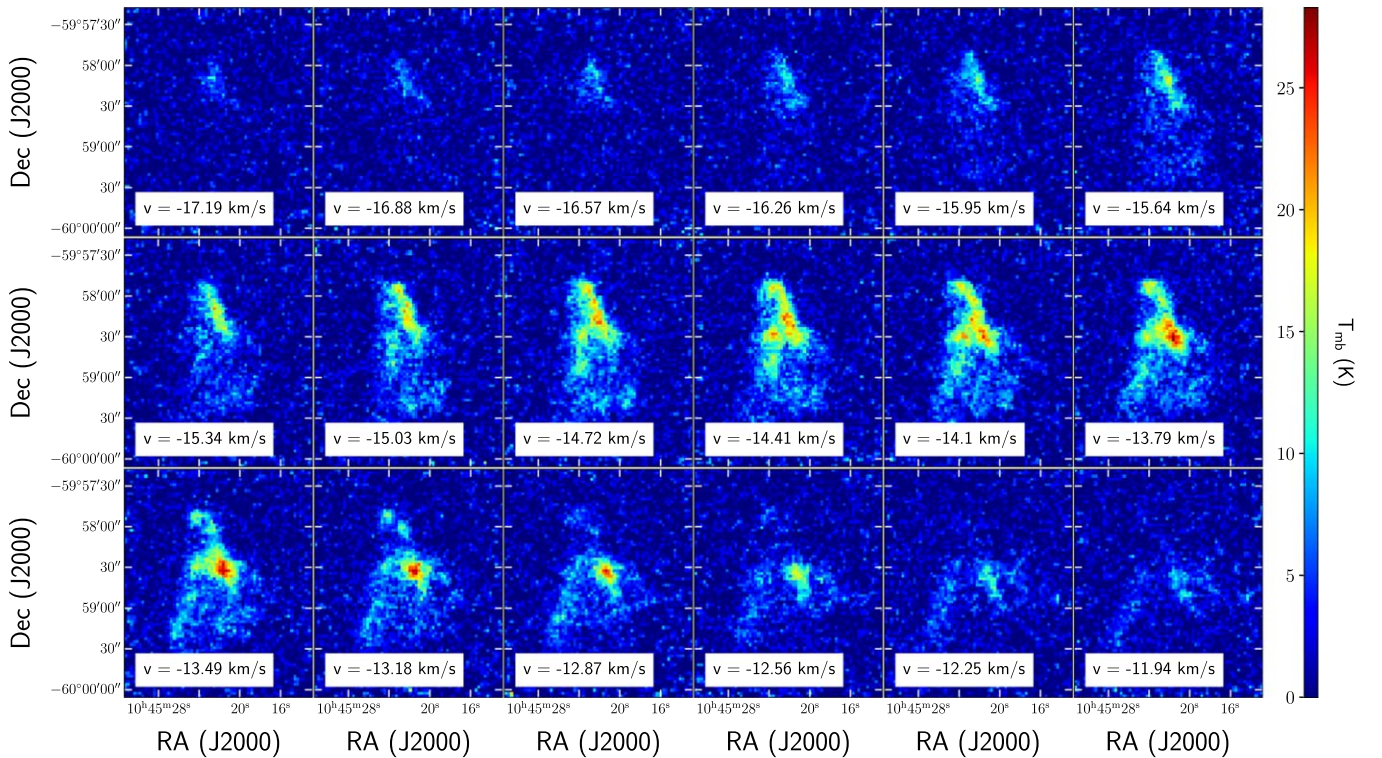 Dec (J2000)
−59°57′30″
58′00″
30″
59′00″
30″
−60°00′00″
v = -17.19 km/s
v = -16.88 km/s
v = -16.57 km/s
v = -16.26 km/s
v = -15.95 km/s
v = -15.64 km/s
Dec (J2000)
−59°57′30″
58′00″
30″
59′00″
30″
−60°00′00″
v = -15.34 km/s
v = -15.03 km/s
v = -14.72 km/s
v = -14.41 km/s
v = -14.1 km/s
v = -13.79 km/s
Dec (J2000)
−59°57′30″
58′00″
30″
59′00″
30″
−60°00′00″
v = -13.49 km/s
v = -13.18 km/s
v = -12.87 km/s
v = -12.56 km/s
v = -12.25 km/s
v = -11.94 km/s
10ʰ45ᵐ28ˢ 20ˢ 16ˢ
10ʰ45ᵐ28ˢ 20ˢ 16ˢ
10ʰ45ᵐ28ˢ 20ˢ 16ˢ
10ʰ45ᵐ28ˢ 20ˢ 16ˢ
10ʰ45ᵐ28ˢ 20ˢ 16ˢ
10ʰ45ᵐ28ˢ 20ˢ 16ˢ
RA (J2000)
RA (J2000)
RA (J2000)
RA (J2000)
RA (J2000)
RA (J2000)
25
20
15
10
5
0
Tmb (K)